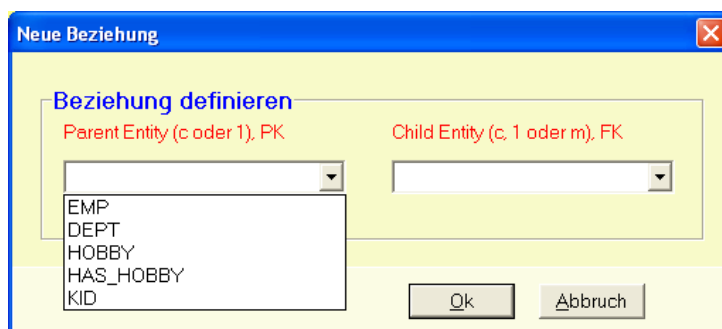 Neue Beziehung
Beziehung definieren
Parent Entity (c oder 1), PK
Child Entity (c, 1 oder m), FK
EMP
DEPT
HOBBY
HAS_HOBBY
KID
Ok
Abbruch